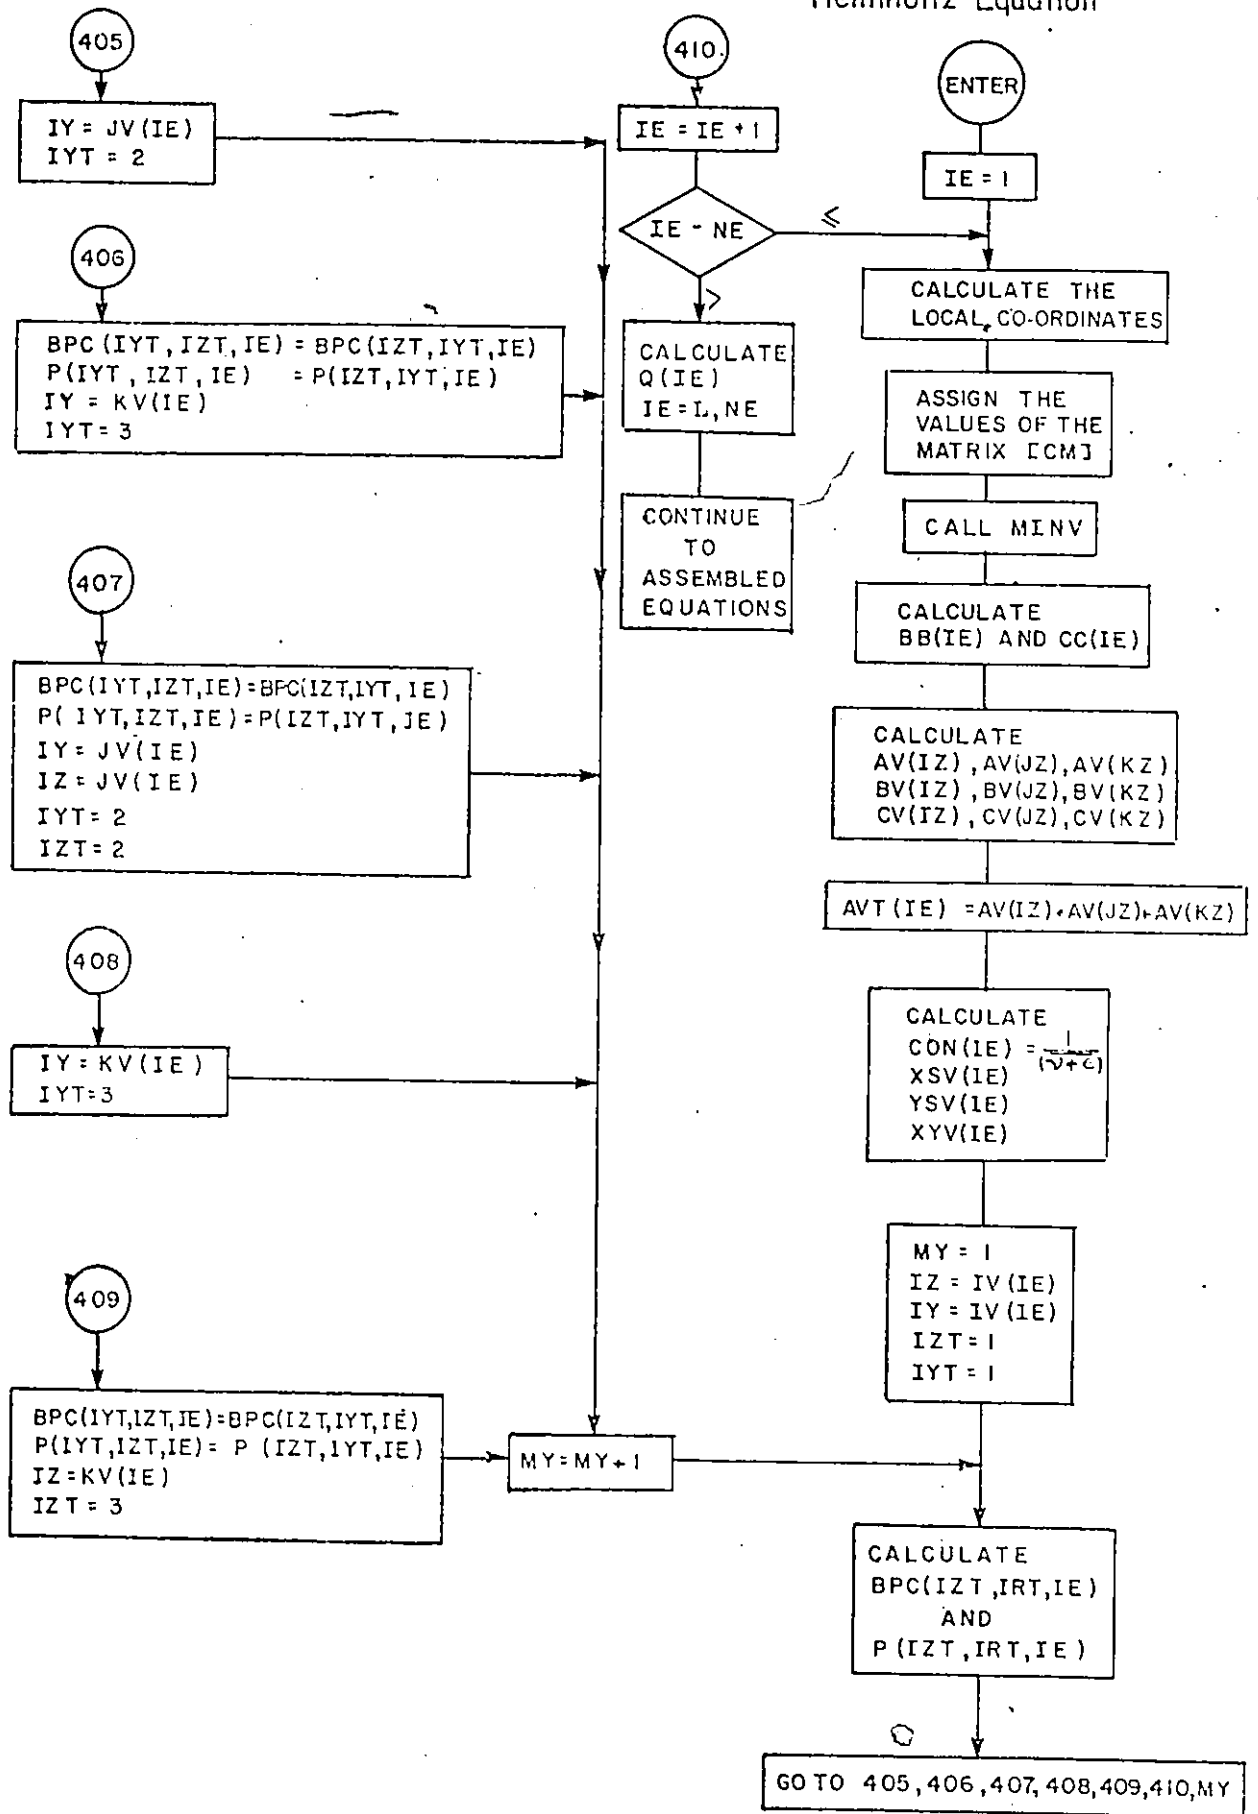 Helmholtz Equation
405
IY = JV(IE)
IYT = 2
406
BPC(IYT,IZT,IE) = BPC(IZT,IYT,IE)
P(IYT,IZT,IE) = P(IZT,IYT,IE)
IY = KV(IE)
IYT = 3
407
BPC(IYT,IZT,IE)=BPC(IZT,IYT,IE)
P( IYT,IZT,IE)=P(IZT,IYT,IE)
IY = JV(IE)
IZ = JV(IE)
IYT = 2
IZT = 2
408
IY = KV(IE)
IYT=3
409
BPC(IYT,IZT,IE)=BPC(IZT,IYT,IE)
P(IYT,IZT,IE)= P (IZT,IYT,IE)
IZ=KV(IE)
IZT = 3
MY=MY+1
410
IE = IE +1
IE - NE
≤
>
CALCULATE
Q(IE)
IE=1,NE
CONTINUE
TO
ASSEMBLED
EQUATIONS
ENTER
IE = 1
CALCULATE THE
LOCAL CO-ORDINATES
ASSIGN THE
VALUES OF THE
MATRIX [CM]
CALL MINV
CALCULATE
BB(IE) AND CC(IE)
CALCULATE
AV(IZ),AV(JZ),AV(KZ)
BV(IZ),BV(JZ),BV(KZ)
CV(IZ),CV(JZ),CV(KZ)
AVT(IE) =AV(IZ)+AV(JZ)+AV(KZ)
CALCULATE
CON(IE) = 1/(ν+ε)
XSV(IE)
YSV(IE)
XYV(IE)
MY = 1
IZ = IV(IE)
IY = IV(IE)
IZT = 1
IYT = 1
CALCULATE
BPC(IZT,IRT,IE)
AND
P(IZT,IRT,IE)
GO TO 405,406,407,408,409,410,MY